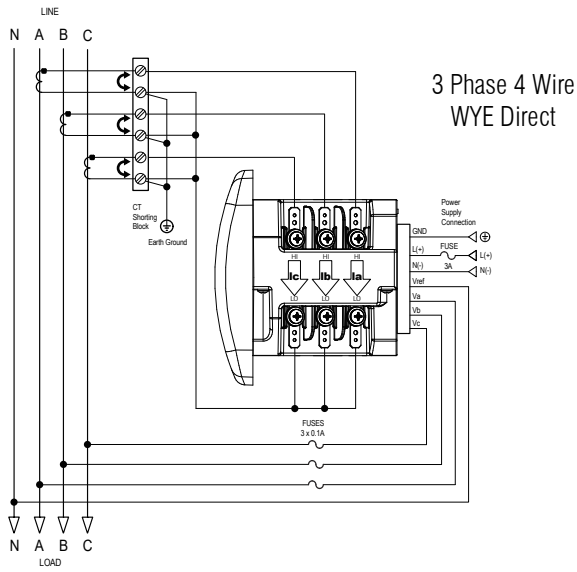 LINE
N A B C
3 Phase 4 Wire
WYE Direct
CT
Shorting
Block
Earth Ground
Power
Supply
Connection
GND
L(+)
FUSE
L(+)
N(-)
3A
N(-)
Vref
Va
Vb
Vc
HI HI HI
Ic Ib Ia
LO LO LO
FUSES
3 x 0.1A
N A B C
LOAD